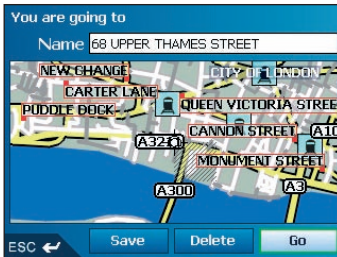 You are going to
Name 68 UPPER THAMES STREET
NEW CHANGE
CITY OF LONDON
CARTER LANE
PUDDLE DOCK
QUEEN VICTORIA STREE
CANNON STREET
A10
A3211
MONUMENT STREET
A300
A3
ESC Save Delete Go